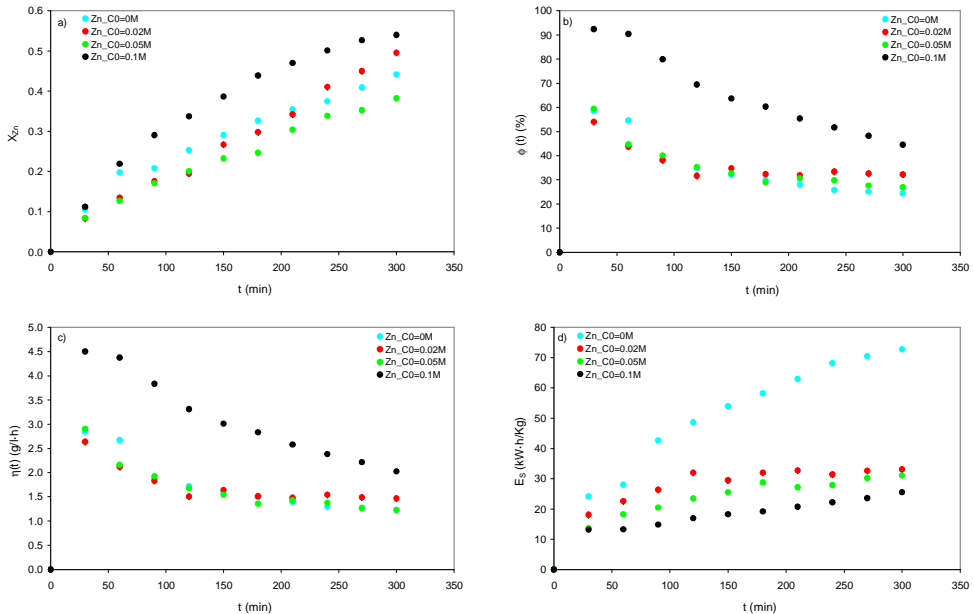 a)
Zn_C0=0M
Zn_C0=0.02M
Zn_C0=0.05M
Zn_C0=0.1M
0.6
0.5
0.4
0.3
0.2
0.1
0.0
X_Zn
0 50 100 150 200 250 300 350
t (min)
b)
Zn_C0=0M
Zn_C0=0.02M
Zn_C0=0.05M
Zn_C0=0.1M
100
90
80
70
60
50
40
30
20
10
0
ϕ (t) (%)
0 50 100 150 200 250 300 350
t (min)
c)
Zn_C0=0M
Zn_C0=0.02M
Zn_C0=0.05M
Zn_C0=0.1M
5.0
4.5
4.0
3.5
3.0
2.5
2.0
1.5
1.0
0.5
0.0
η(t) (g/l·h)
0 50 100 150 200 250 300 350
t (min)
d)
Zn_C0=0M
Zn_C0=0.02M
Zn_C0=0.05M
Zn_C0=0.1M
80
70
60
50
40
30
20
10
0
E_S (kW·h/Kg)
0 50 100 150 200 250 300 350
t (min)